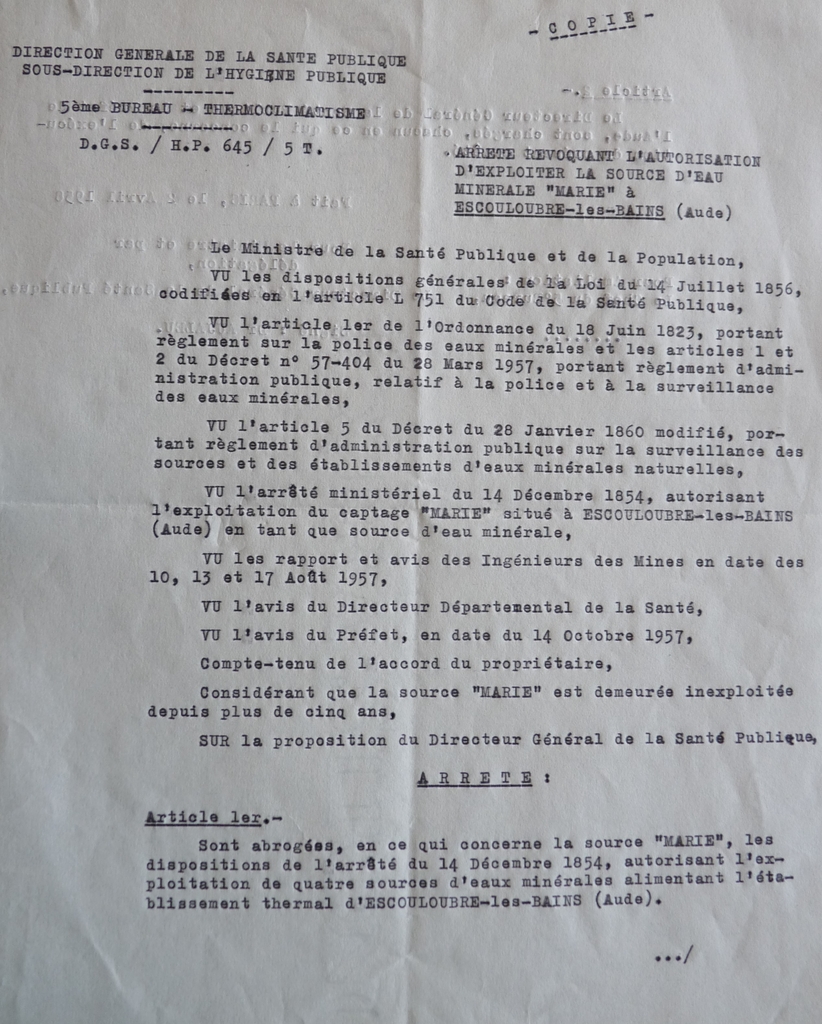 - C O P I E -
DIRECTION GENERALE DE LA SANTE PUBLIQUE
SOUS-DIRECTION DE L'HYGIENE PUBLIQUE
5ème BUREAU - THERMOCLIMATISME
D.G.S. / H.P. 645 / 5 T.
ARRETE REVOQUANT L'AUTORISATION
D'EXPLOITER LA SOURCE D'EAU
MINERALE "MARIE" à
ESCOULOUBRE-les-BAINS (Aude)
Le Ministre de la Santé Publique et de la Population,
VU les dispositions générales de la Loi du 14 Juillet 1856,
codifiées en l'article L 751 du Code de la Santé Publique,
VU l'article 1er de l'Ordonnance du 18 Juin 1823, portant
règlement sur la police des eaux minérales et les articles 1 et
2 du Décret n° 57-404 du 28 Mars 1957, portant règlement d'admi-
nistration publique, relatif à la police et à la surveillance
des eaux minérales,
VU l'article 5 du Décret du 28 Janvier 1860 modifié, por-
tant règlement d'administration publique sur la surveillance des
sources et des établissements d'eaux minérales naturelles,
VU l'arrêté ministériel du 14 Décembre 1854, autorisant
l'exploitation du captage "MARIE" situé à ESCOULOUBRE-les-BAINS
(Aude) en tant que source d'eau minérale,
VU les rapport et avis des Ingénieurs des Mines en date des
10, 13 et 17 Août 1957,
VU l'avis du Directeur Départemental de la Santé,
VU l'avis du Préfet, en date du 14 Octobre 1957,
Compte-tenu de l'accord du propriétaire,
Considérant que la source "MARIE" est demeurée inexploitée
depuis plus de cinq ans,
SUR la proposition du Directeur Général de la Santé Publique,
A R R E T E :
Article 1er.-
Sont abrogées, en ce qui concerne la source "MARIE", les
dispositions de l'arrêté du 14 Décembre 1854, autorisant l'ex-
ploitation de quatre sources d'eaux minérales alimentant l'éta-
blissement thermal d'ESCOULOUBRE-les-BAINS (Aude).
.../